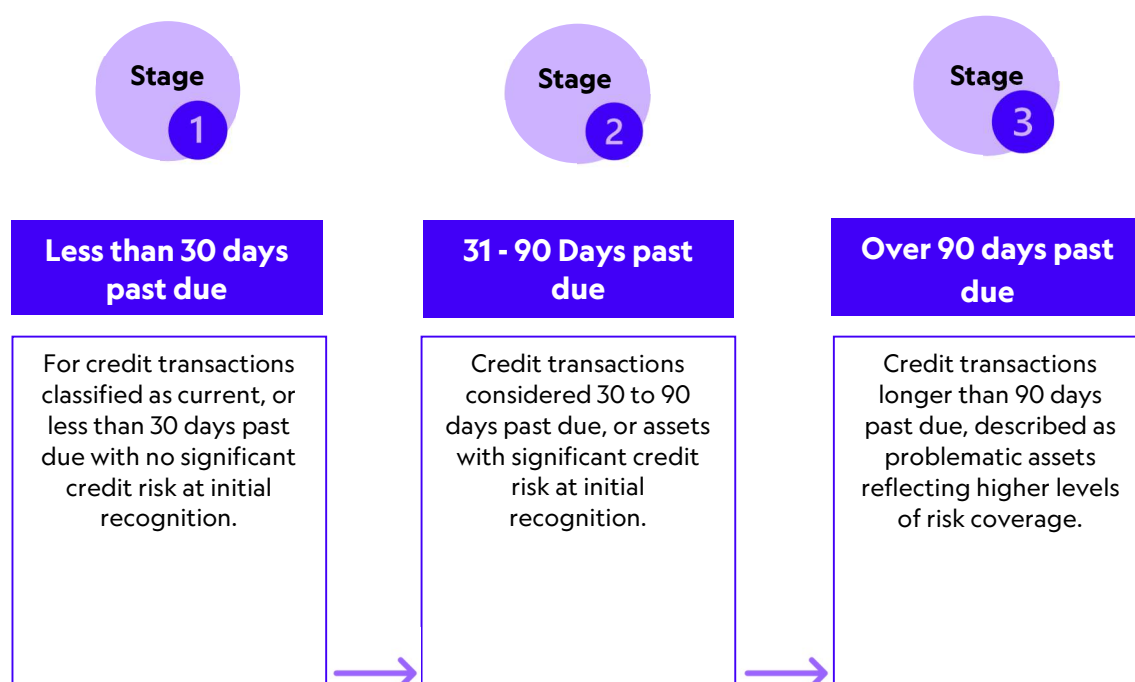 Stage
1
Less than 30 days
past due
For credit transactions
classified as current, or
less than 30 days past
due with no significant
credit risk at initial
recognition.
Stage
2
31 - 90 Days past
due
Credit transactions
considered 30 to 90
days past due, or assets
with significant credit
risk at initial
recognition.
Stage
3
Over 90 days past
due
Credit transactions
longer than 90 days
past due, described as
problematic assets
reflecting higher levels
of risk coverage.